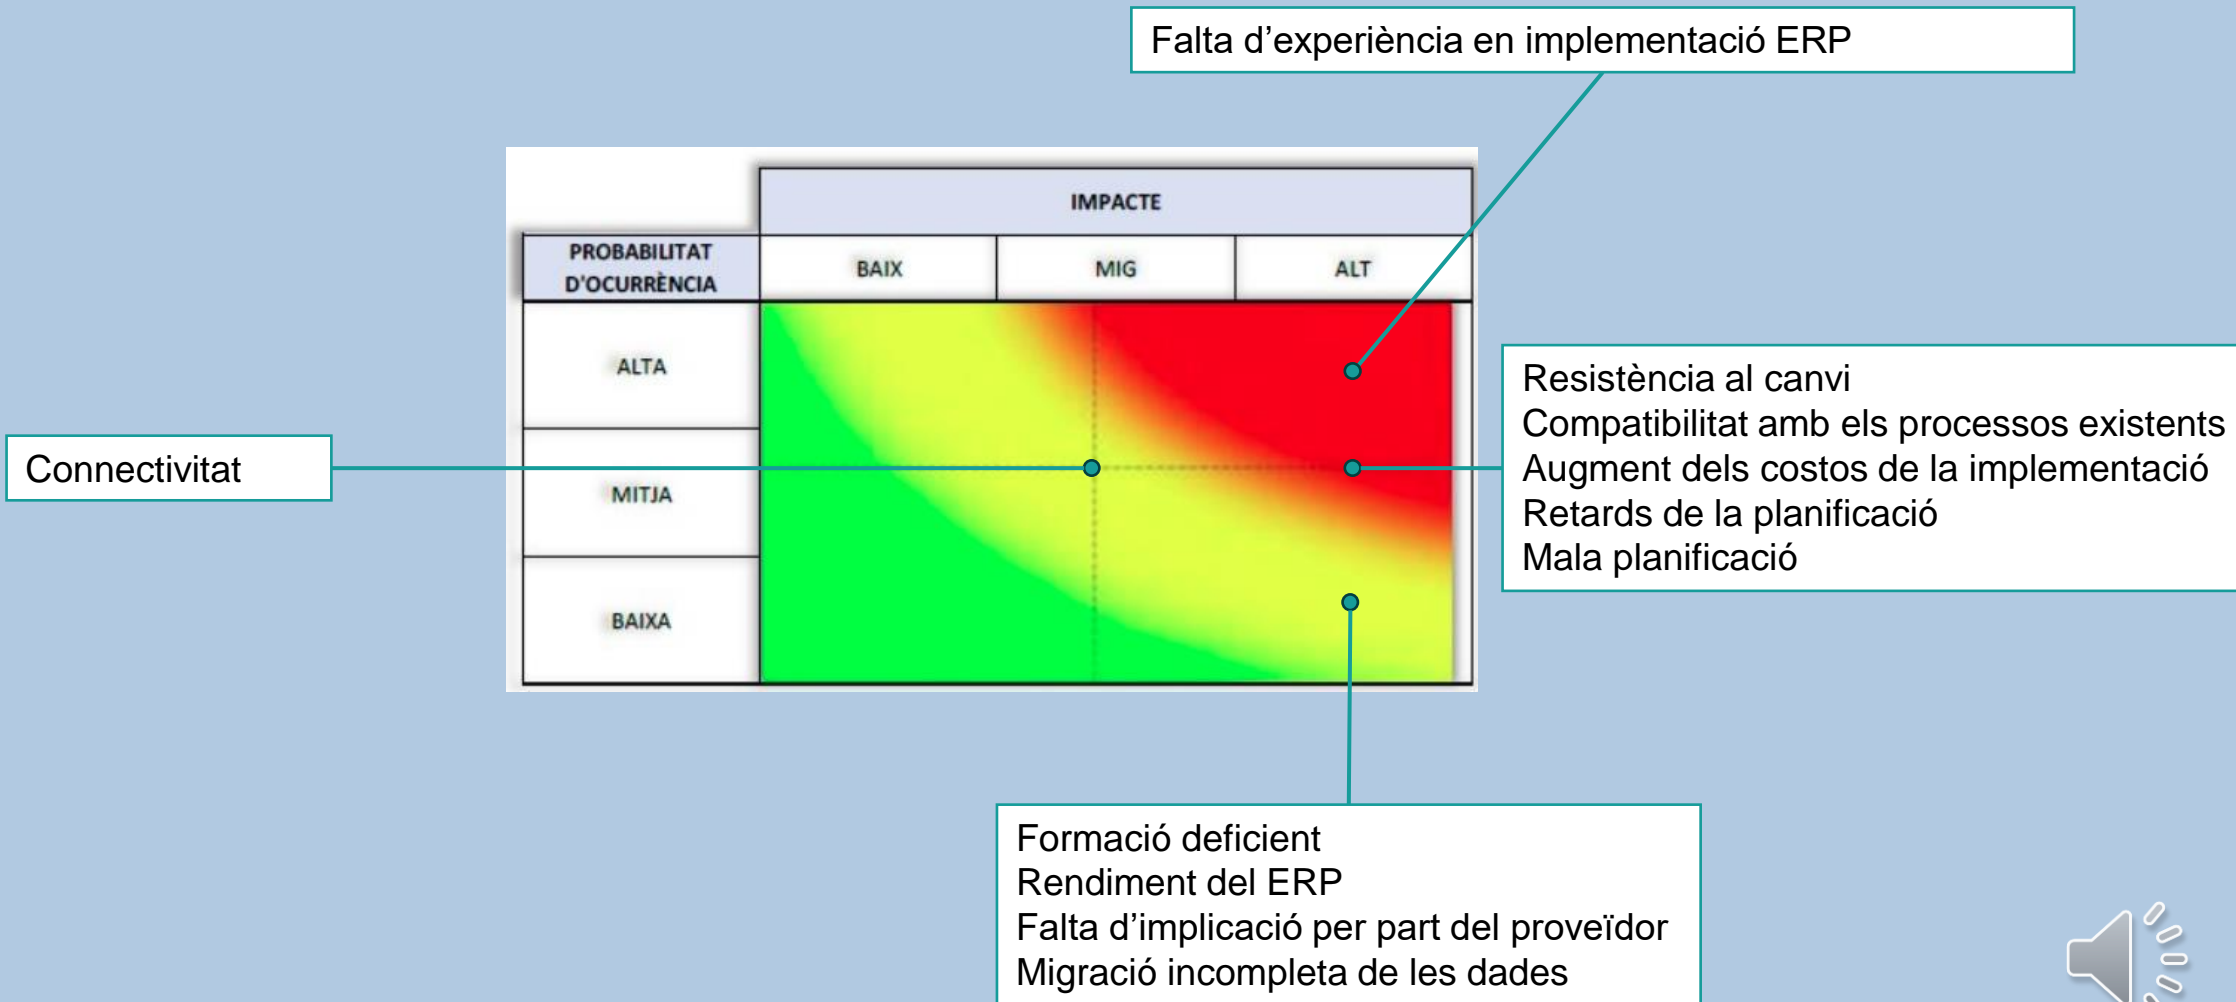 Falta d’experiència en implementació ERP
IMPACTE
PROBABILITAT
D'OCURRÈNCIA
BAIX
MIG
ALT
ALTA
MITJA
BAIXA
Connectivitat
Resistència al canvi
Compatibilitat amb els processos existents
Augment dels costos de la implementació
Retards de la planificació
Mala planificació
Formació deficient
Rendiment del ERP
Falta d’implicació per part del proveïdor
Migració incompleta de les dades